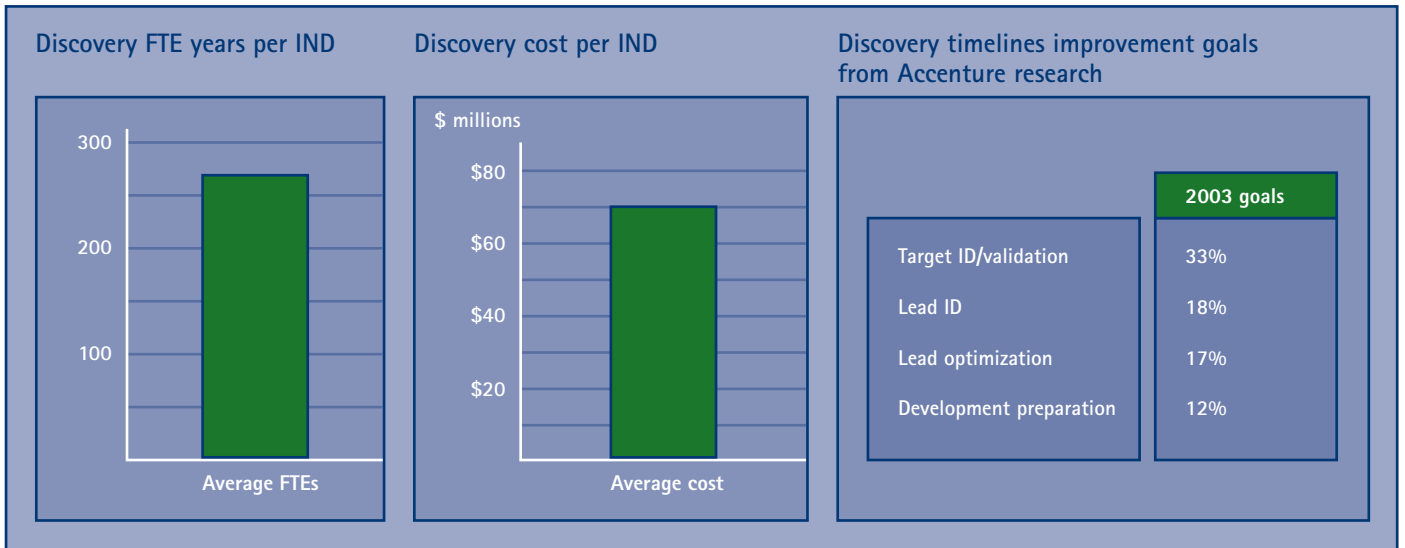 Discovery FTE years per IND
300
200
100
Average FTEs
Discovery cost per IND
$ millions
$80
$60
$40
$20
Average cost
Discovery timelines improvement goals
from Accenture research
2003 goals
Target ID/validation 33%
Lead ID 18%
Lead optimization 17%
Development preparation 12%